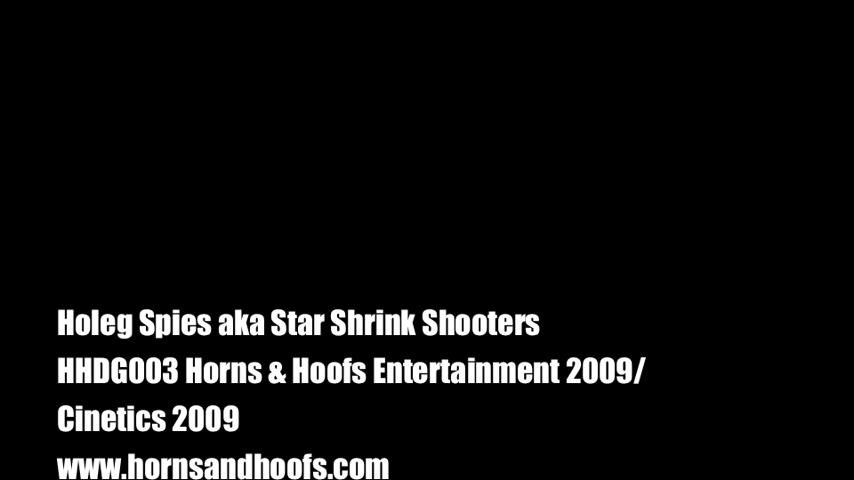 Holeg Spies aka Star Shrink Shooters
HHDG003 Horns & Hoofs Entertainment 2009/
Cinetics 2009
www.hornsandhoofs.com